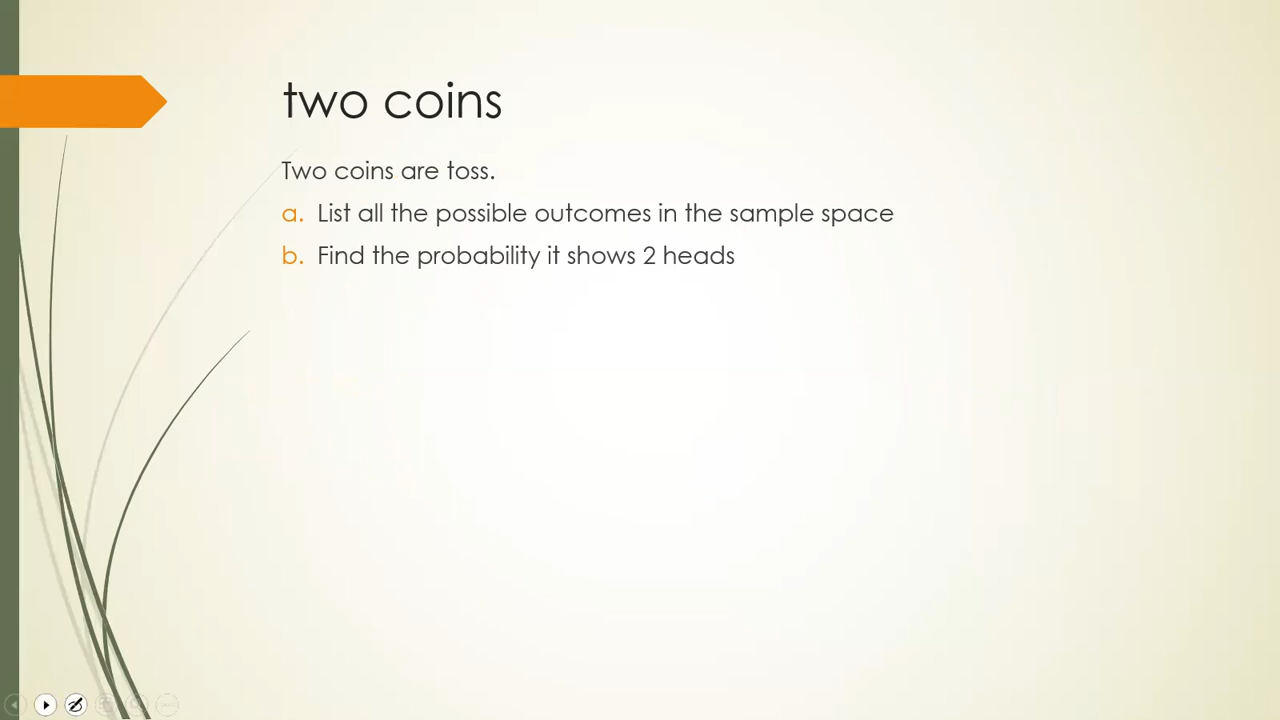 two coins
Two coins are toss.
a. List all the possible outcomes in the sample space
b. Find the probability it shows 2 heads